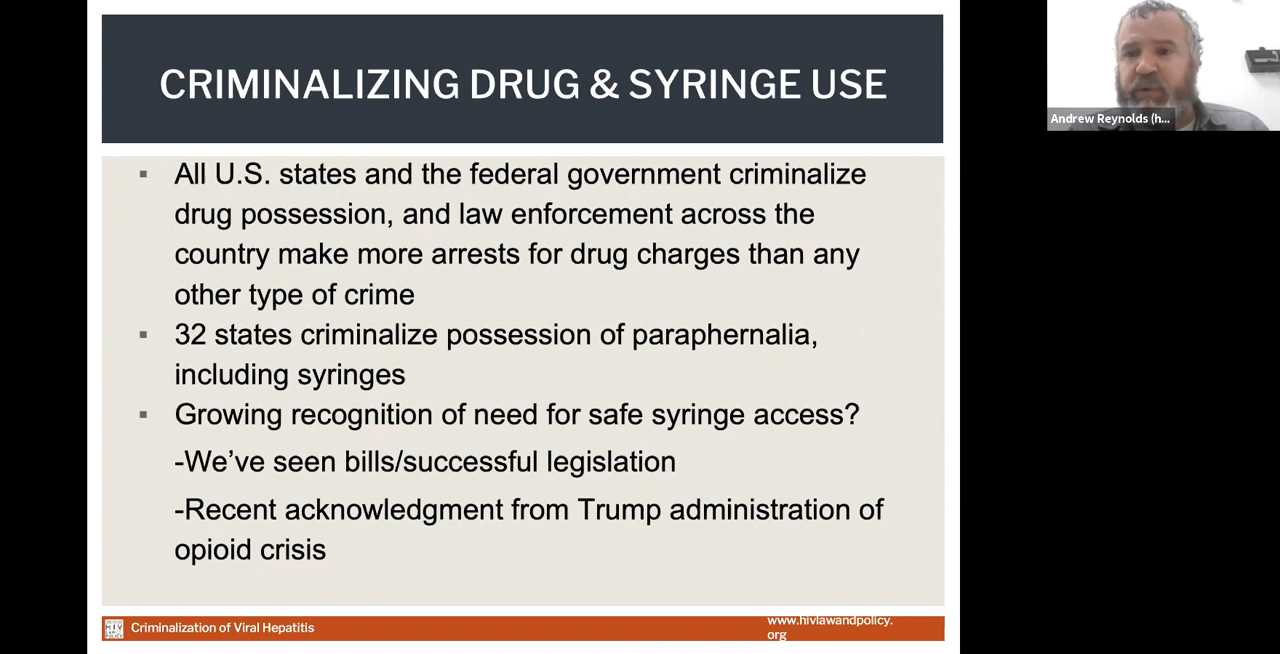 CRIMINALIZING DRUG & SYRINGE USE
Andrew Reynolds (h...
▪ All U.S. states and the federal government criminalize
drug possession, and law enforcement across the
country make more arrests for drug charges than any
other type of crime
▪ 32 states criminalize possession of paraphernalia,
including syringes
▪ Growing recognition of need for safe syringe access?
-We’ve seen bills/successful legislation
-Recent acknowledgment from Trump administration of
opioid crisis
HIV
Criminalization of Viral Hepatitis
www.hivlawandpolicy.
org